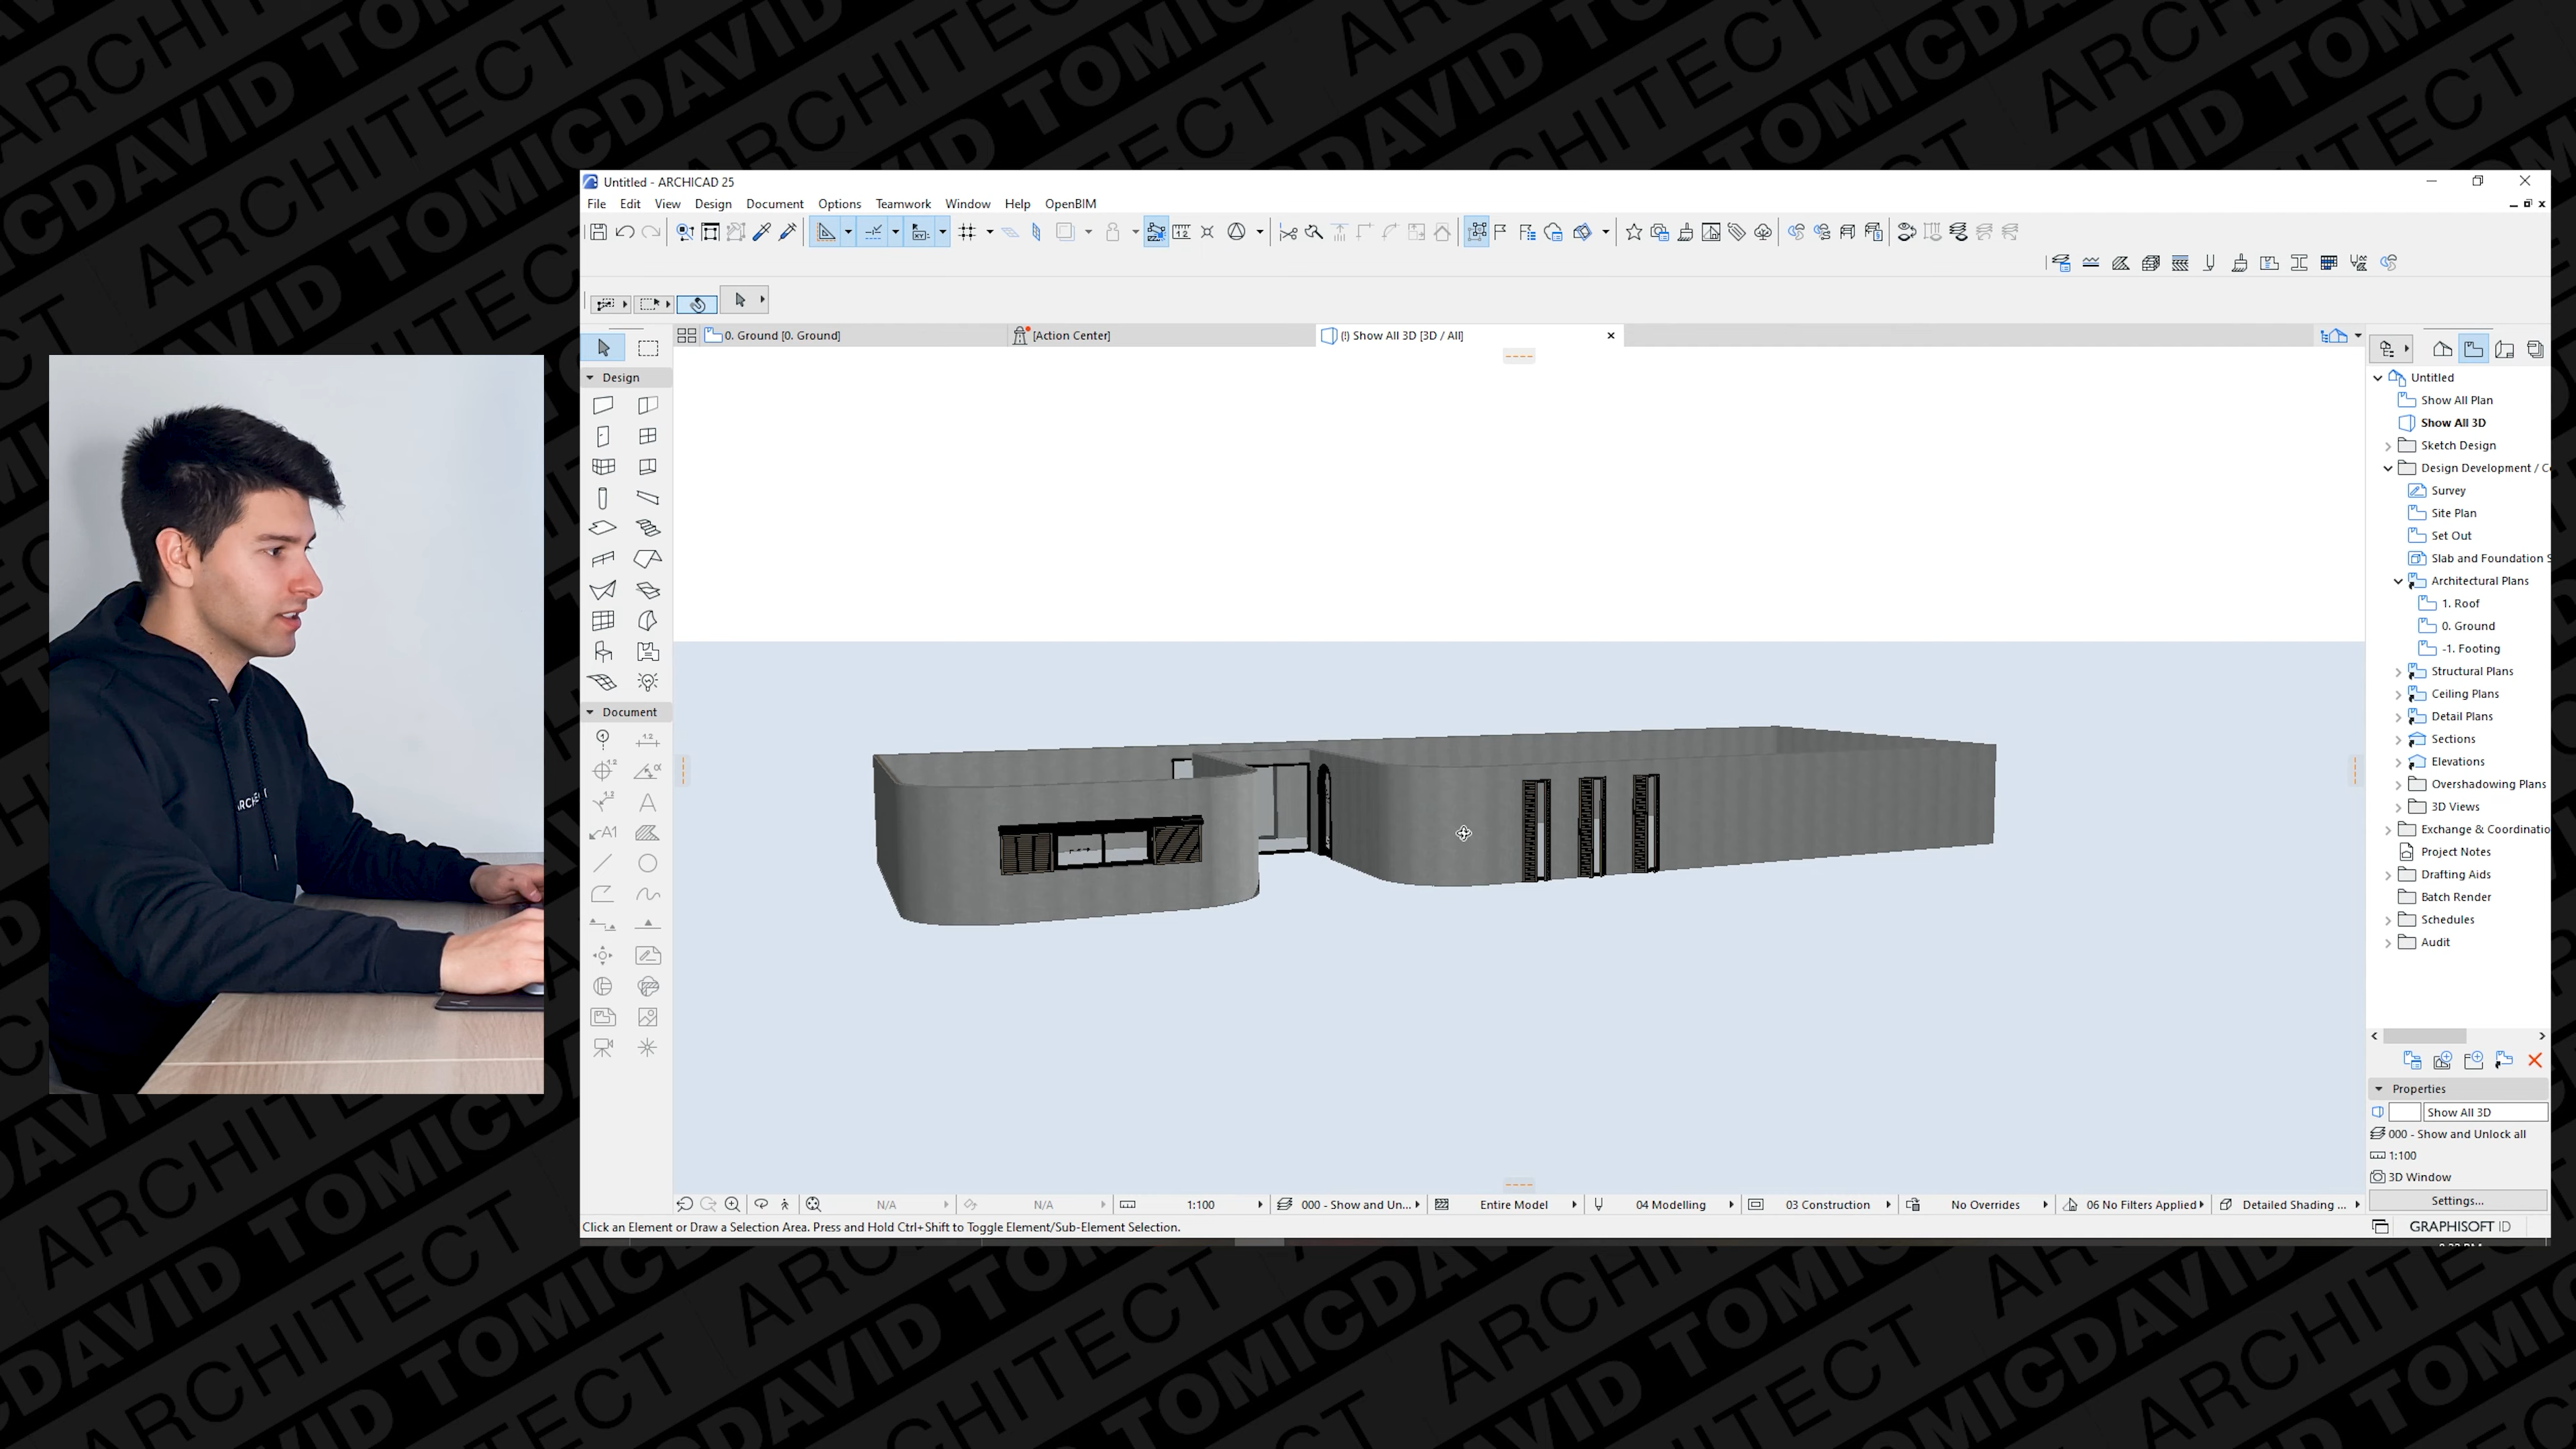 ARCHITECT
DAVID TOMIC
Untitled - ARCHICAD 25
File Edit View Design Document Options Teamwork Window Help OpenBIM
0. Ground [0. Ground]
[Action Center]
(!) Show All 3D [3D / All]
Design
Document
Untitled
Show All Plan
Show All 3D
Sketch Design
Design Development / C
Survey
Site Plan
Set Out
Slab and Foundation S
Architectural Plans
1. Roof
0. Ground
-1. Footing
Structural Plans
Ceiling Plans
Detail Plans
Sections
Elevations
Overshadowing Plans
3D Views
Exchange & Coordinatio
Project Notes
Drafting Aids
Batch Render
Schedules
Audit
Properties
Show All 3D
000 - Show and Unlock all
1:100
3D Window
Settings...
N/A N/A 1:100 000 - Show and Un... Entire Model 04 Modelling 03 Construction No Overrides 06 No Filters Applied Detailed Shading ...
Click an Element or Draw a Selection Area. Press and Hold Ctrl+Shift to Toggle Element/Sub-Element Selection.
GRAPHISOFT ID